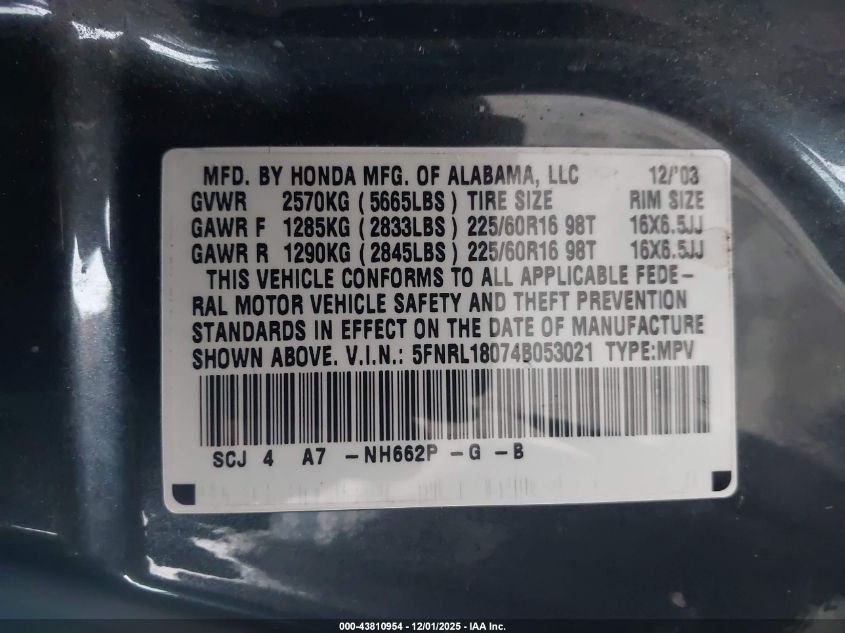 MFD. BY HONDA MFG. OF ALABAMA, LLC 12/'03
GVWR 2570KG ( 5665LBS ) TIRE SIZE RIM SIZE
GAWR F 1285KG ( 2833LBS ) 225/60R16 98T 16X6.5JJ
GAWR R 1290KG ( 2845LBS ) 225/60R16 98T 16X6.5JJ
THIS VEHICLE CONFORMS TO ALL APPLICABLE FEDE-
RAL MOTOR VEHICLE SAFETY AND THEFT PREVENTION
STANDARDS IN EFFECT ON THE DATE OF MANUFACTURE
SHOWN ABOVE. V.I.N.: 5FNRL18074B053021 TYPE:MPV
SCJ 4 A7 -NH662P -G -B
000-43810954 - 12/01/2025 - IAA Inc.